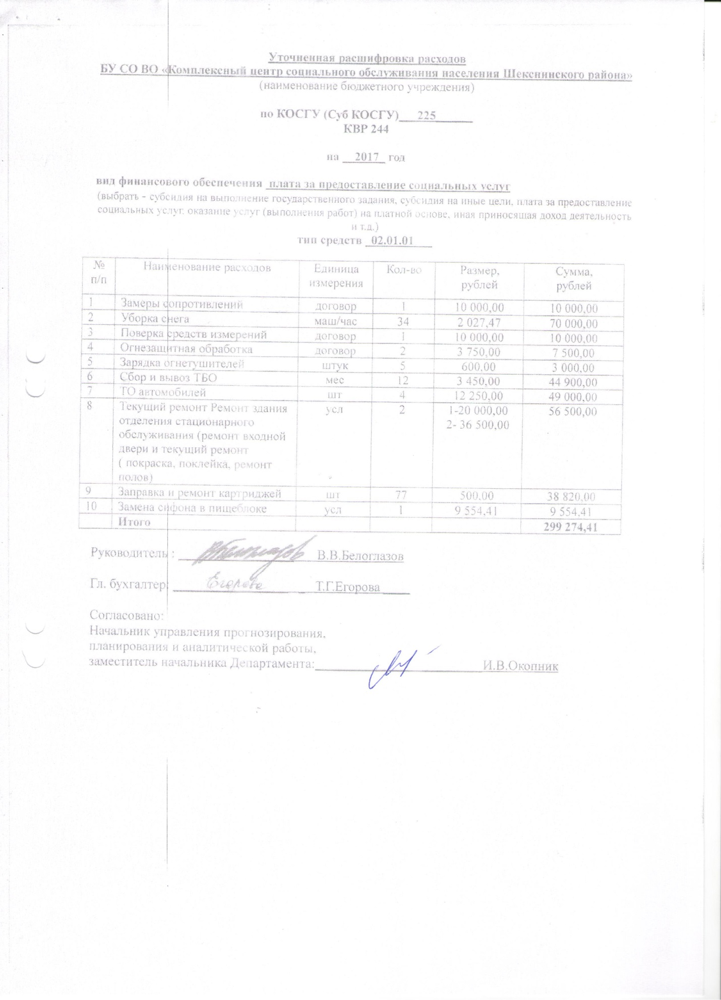 Уточненная расшифровка расходов
БУ СО ВО «Комплексный центр социального обслуживания населения Шекснинского района»
(наименование бюджетного учреждения)
по КОСГУ (Суб КОСГУ)___225______
КВР 244
на __2017_ год
вид финансового обеспечения плата за предоставление социальных услуг
(выбрать - субсидия на выполнение государственного задания, субсидия на иные цели, плата за предоставление
социальных услуг, оказание услуг (выполнения работ) на платной основе, иная приносящая доход деятельность
и т.д.)
тип средств _02.01.01___
№ п/п Наименование расходов Единица измерения Кол-во Размер, рублей Сумма, рублей
1 Замеры сопротивлений договор 1 10 000,00 10 000,00
2 Уборка снега маш/час 34 2 027,47 70 000,00
3 Поверка средств измерений договор 1 10 000,00 10 000,00
4 Огнезащитная обработка договор 2 3 750,00 7 500,00
5 Зарядка огнетушителей штук 5 600,00 3 000,00
6 Сбор и вывоз ТБО мес 12 3 450,00 44 900,00
7 ТО автомобилей шт 4 12 250,00 49 000,00
8 Текущий ремонт Ремонт здания усл 2 1-20 000,00 56 500,00
отделения стационарного 2- 36 500,00
обслуживания (ремонт входной
двери и текущий ремонт
( покраска, поклейка, ремонт
полов)
9 Заправка и ремонт картриджей шт 77 500,00 38 820,00
10 Замена сифона в пищеблоке усл 1 9 554,41 9 554,41
Итого 299 274,41
Руководитель : В.В.Белоглазов
Гл. бухгалтер: Егорова Т.Г.Егорова
Согласовано:
Начальник управления прогнозирования,
планирования и аналитической работы,
заместитель начальника Департамента: И.В.Окопник